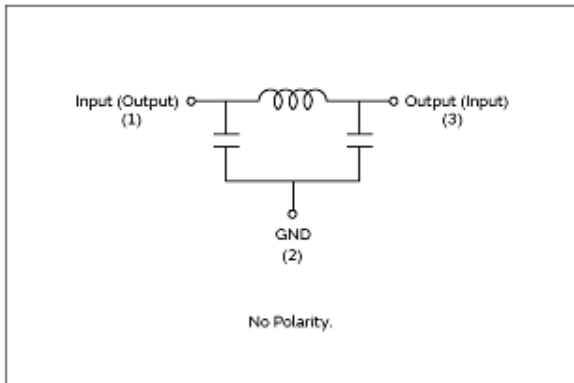 Input (Output)
(1)
Output (Input)
(3)
GND
(2)
No Polarity.